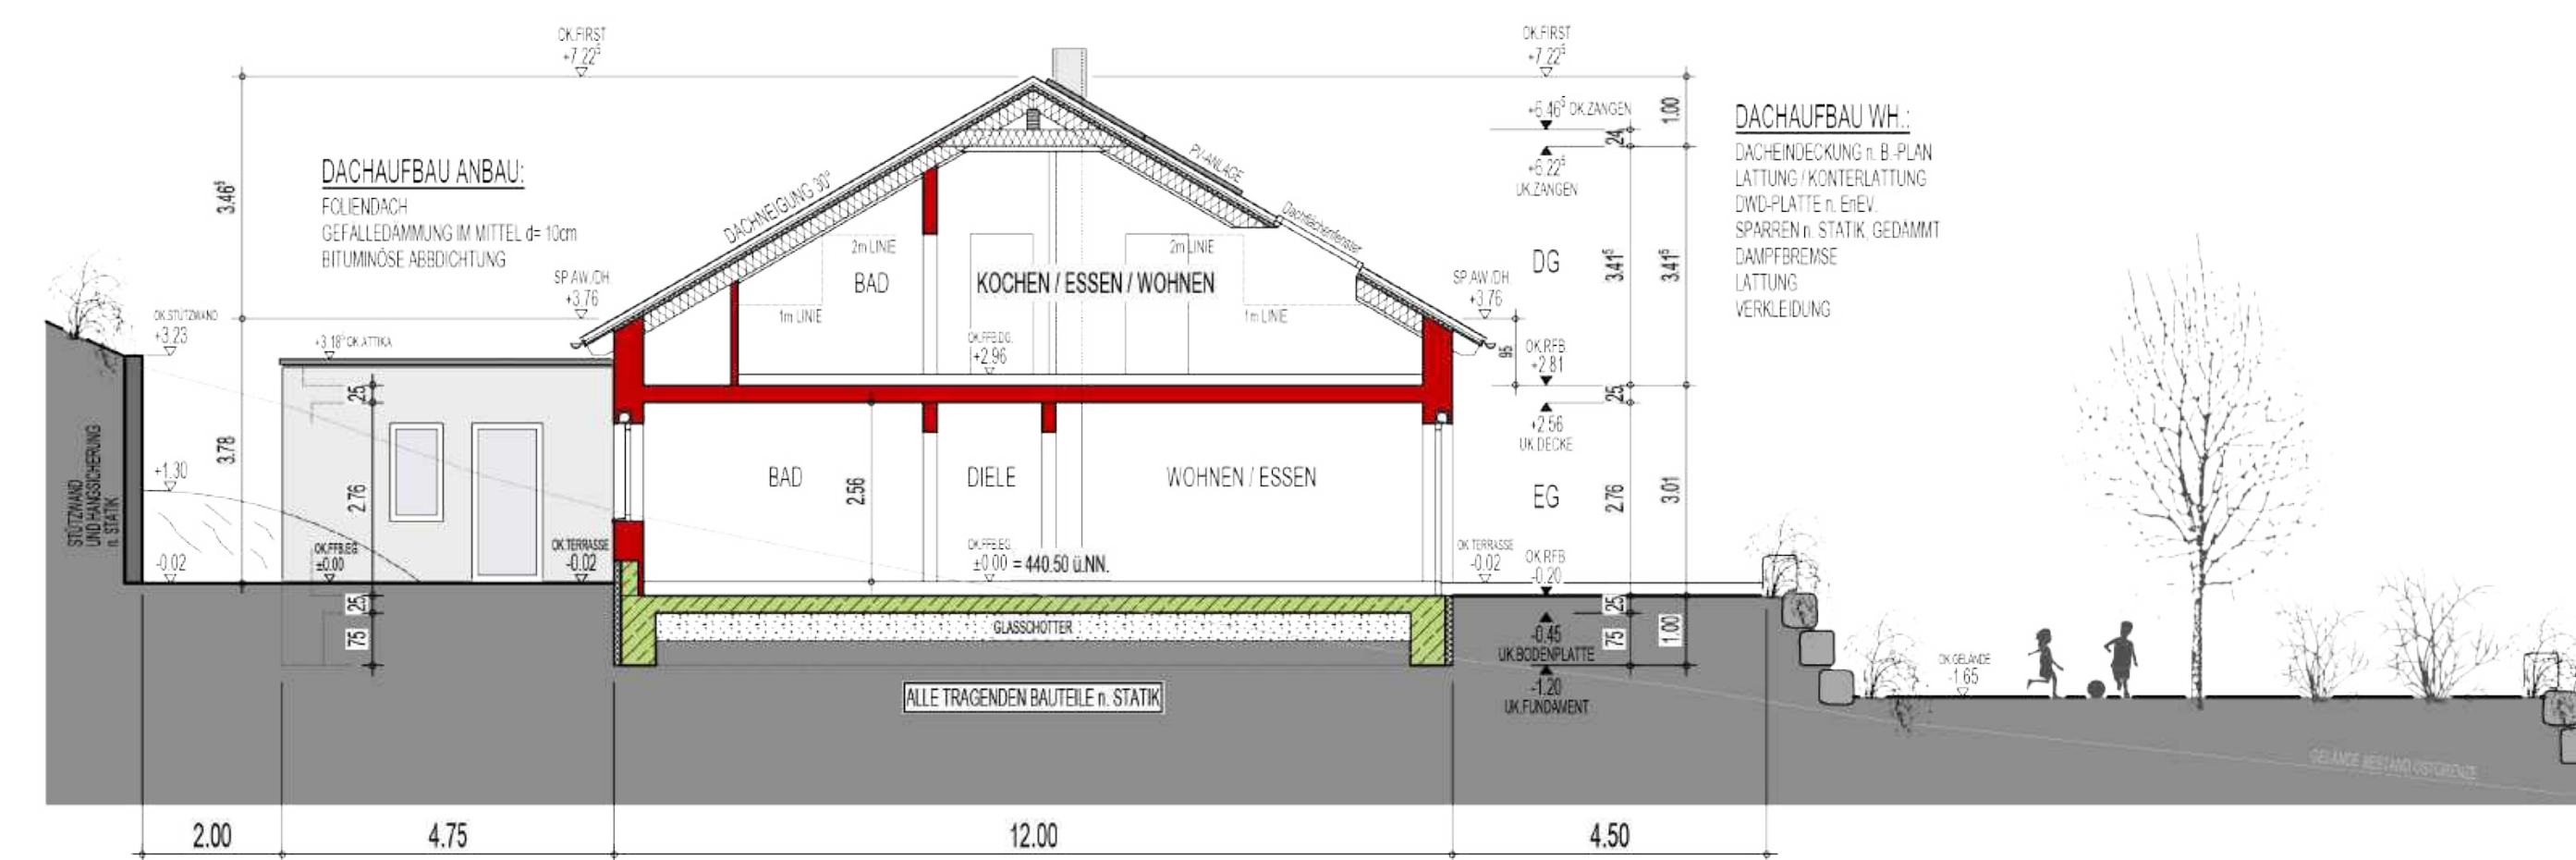 OK.FIRST
+7.22⁵
OK.FIRST
+7.22⁵
+6.46⁵ OK.ZANGEN
24
1.00
+6.22⁵
UK.ZANGEN
DACHAUFBAU WH.:
DACHEINDECKUNG n. B.-PLAN
LATTUNG / KONTERLATTUNG
DWD-PLATTE n. EnEV.
SPARREN n. STATIK, GEDÄMMT
DAMPFBREMSE
LATTUNG
VERKLEIDUNG
DACHAUFBAU ANBAU:
FOLIENDACH
GEFÄLLEDÄMMUNG IM MITTEL d= 10cm
BITUMINÖSE ABBDICHTUNG
3.46⁵
DACHNEIGUNG 30°
PV-ANLAGE
Dachflächenfenster
2m LINIE
2m LINIE
BAD
KOCHEN / ESSEN / WOHNEN
1m LINIE
1m LINIE
DG
3.41⁵
3.41⁵
SP.AW./DH.
+3.76
SP.AW./DH.
+3.76
OK.STÜTZWAND
+3.23
+3.18⁵ OK.ATTIKA
OK.FFB.DG.
+2.96
95
OK.RFB
+2.81
25
25
+2.56
UK.DECKE
3.78
2.76
+1.30
STÜTZWAND
UND HANGSICHERUNG
n. STATIK
BAD
2.56
DIELE
WOHNEN / ESSEN
EG
2.76
3.01
-0.02
OK.FFB.EG.
±0.00
OK.TERRASSE
-0.02
OK.FFB.EG.
±0.00 = 440.50 ü.NN.
OK.TERRASSE
-0.02
OK.RFB
-0.20
25
75
GLASSCHOTTER
25
75
1.00
-0.45
UK.BODENPLATTE
-1.20
UK.FUNDAMENT
OK.GELÄNDE
-1.65
ALLE TRAGENDEN BAUTEILE n. STATIK
GELÄNDE BESTAND OSTGRENZE
2.00
4.75
12.00
4.50